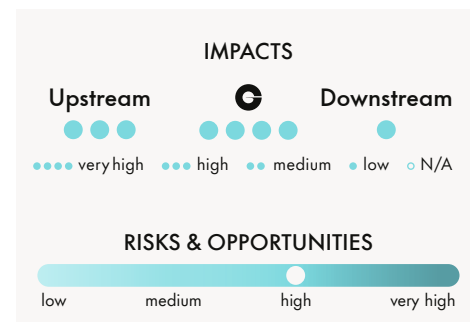 IMPACTS
Upstream Downstream
very high high medium low N/A
RISKS & OPPORTUNITIES
low medium high very high